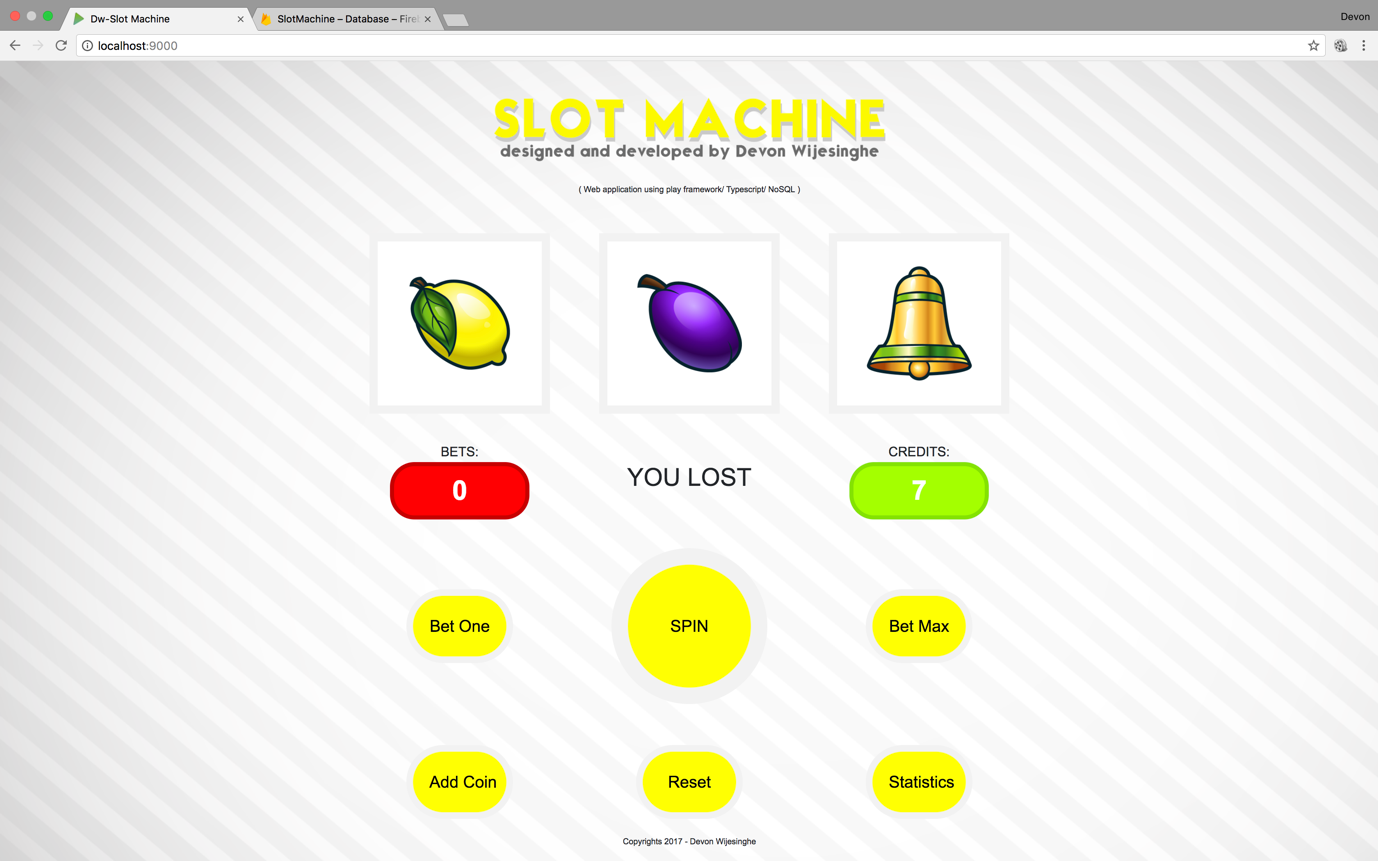 Devon
Dw-Slot Machine
SlotMachine – Database – Fire
localhost:9000
SLOT MACHINE
designed and developed by Devon Wijesinghe
( Web application using play framework/ Typescript/ NoSQL )
BETS:
0
YOU LOST
CREDITS:
7
Bet One
SPIN
Bet Max
Add Coin
Reset
Statistics
Copyrights 2017 - Devon Wijesinghe